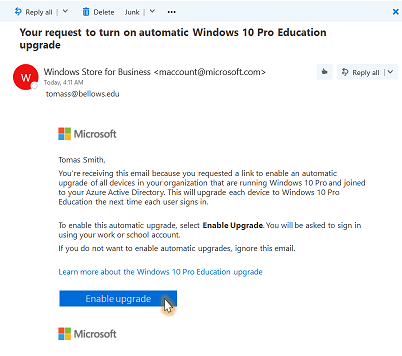 Reply all Delete Junk
Your request to turn on automatic Windows 10 Pro Education
upgrade
W
Windows Store for Business <maccount@microsoft.com>
Today, 4:11 AM
Reply all
tomass@bellows.edu
Microsoft
Tomas Smith,
You're receiving this email because you requested a link to enable an automatic
upgrade of all devices in your organization that are running Windows 10 Pro and joined
to your Azure Active Directory. This will upgrade each device to Windows 10 Pro
Education the next time each user signs in.
To enable this automatic upgrade, select Enable Upgrade. You will be asked to sign in
using your work or school account.
If you do not want to enable automatic upgrades, ignore this email.
Learn more about the Windows 10 Pro Education upgrade
Enable upgrade
Microsoft